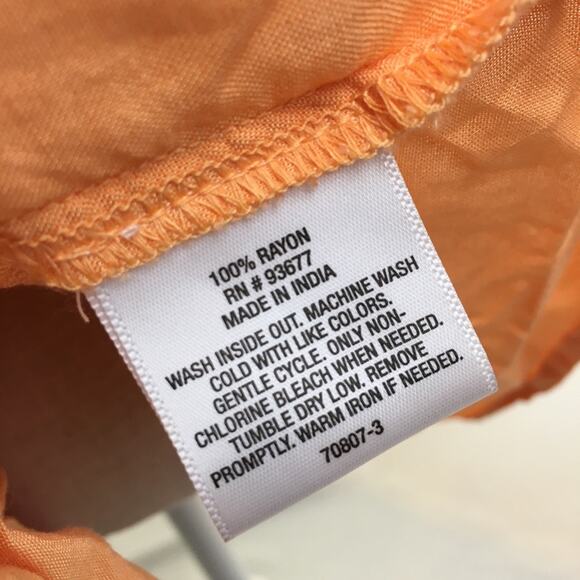 100% RAYON
RN # 93677
MADE IN INDIA
WASH INSIDE OUT. MACHINE WASH
COLD WITH LIKE COLORS.
GENTLE CYCLE. ONLY NON-
CHLORINE BLEACH WHEN NEEDED.
TUMBLE DRY LOW. REMOVE
PROMPTLY. WARM IRON IF NEEDED.
70807-3